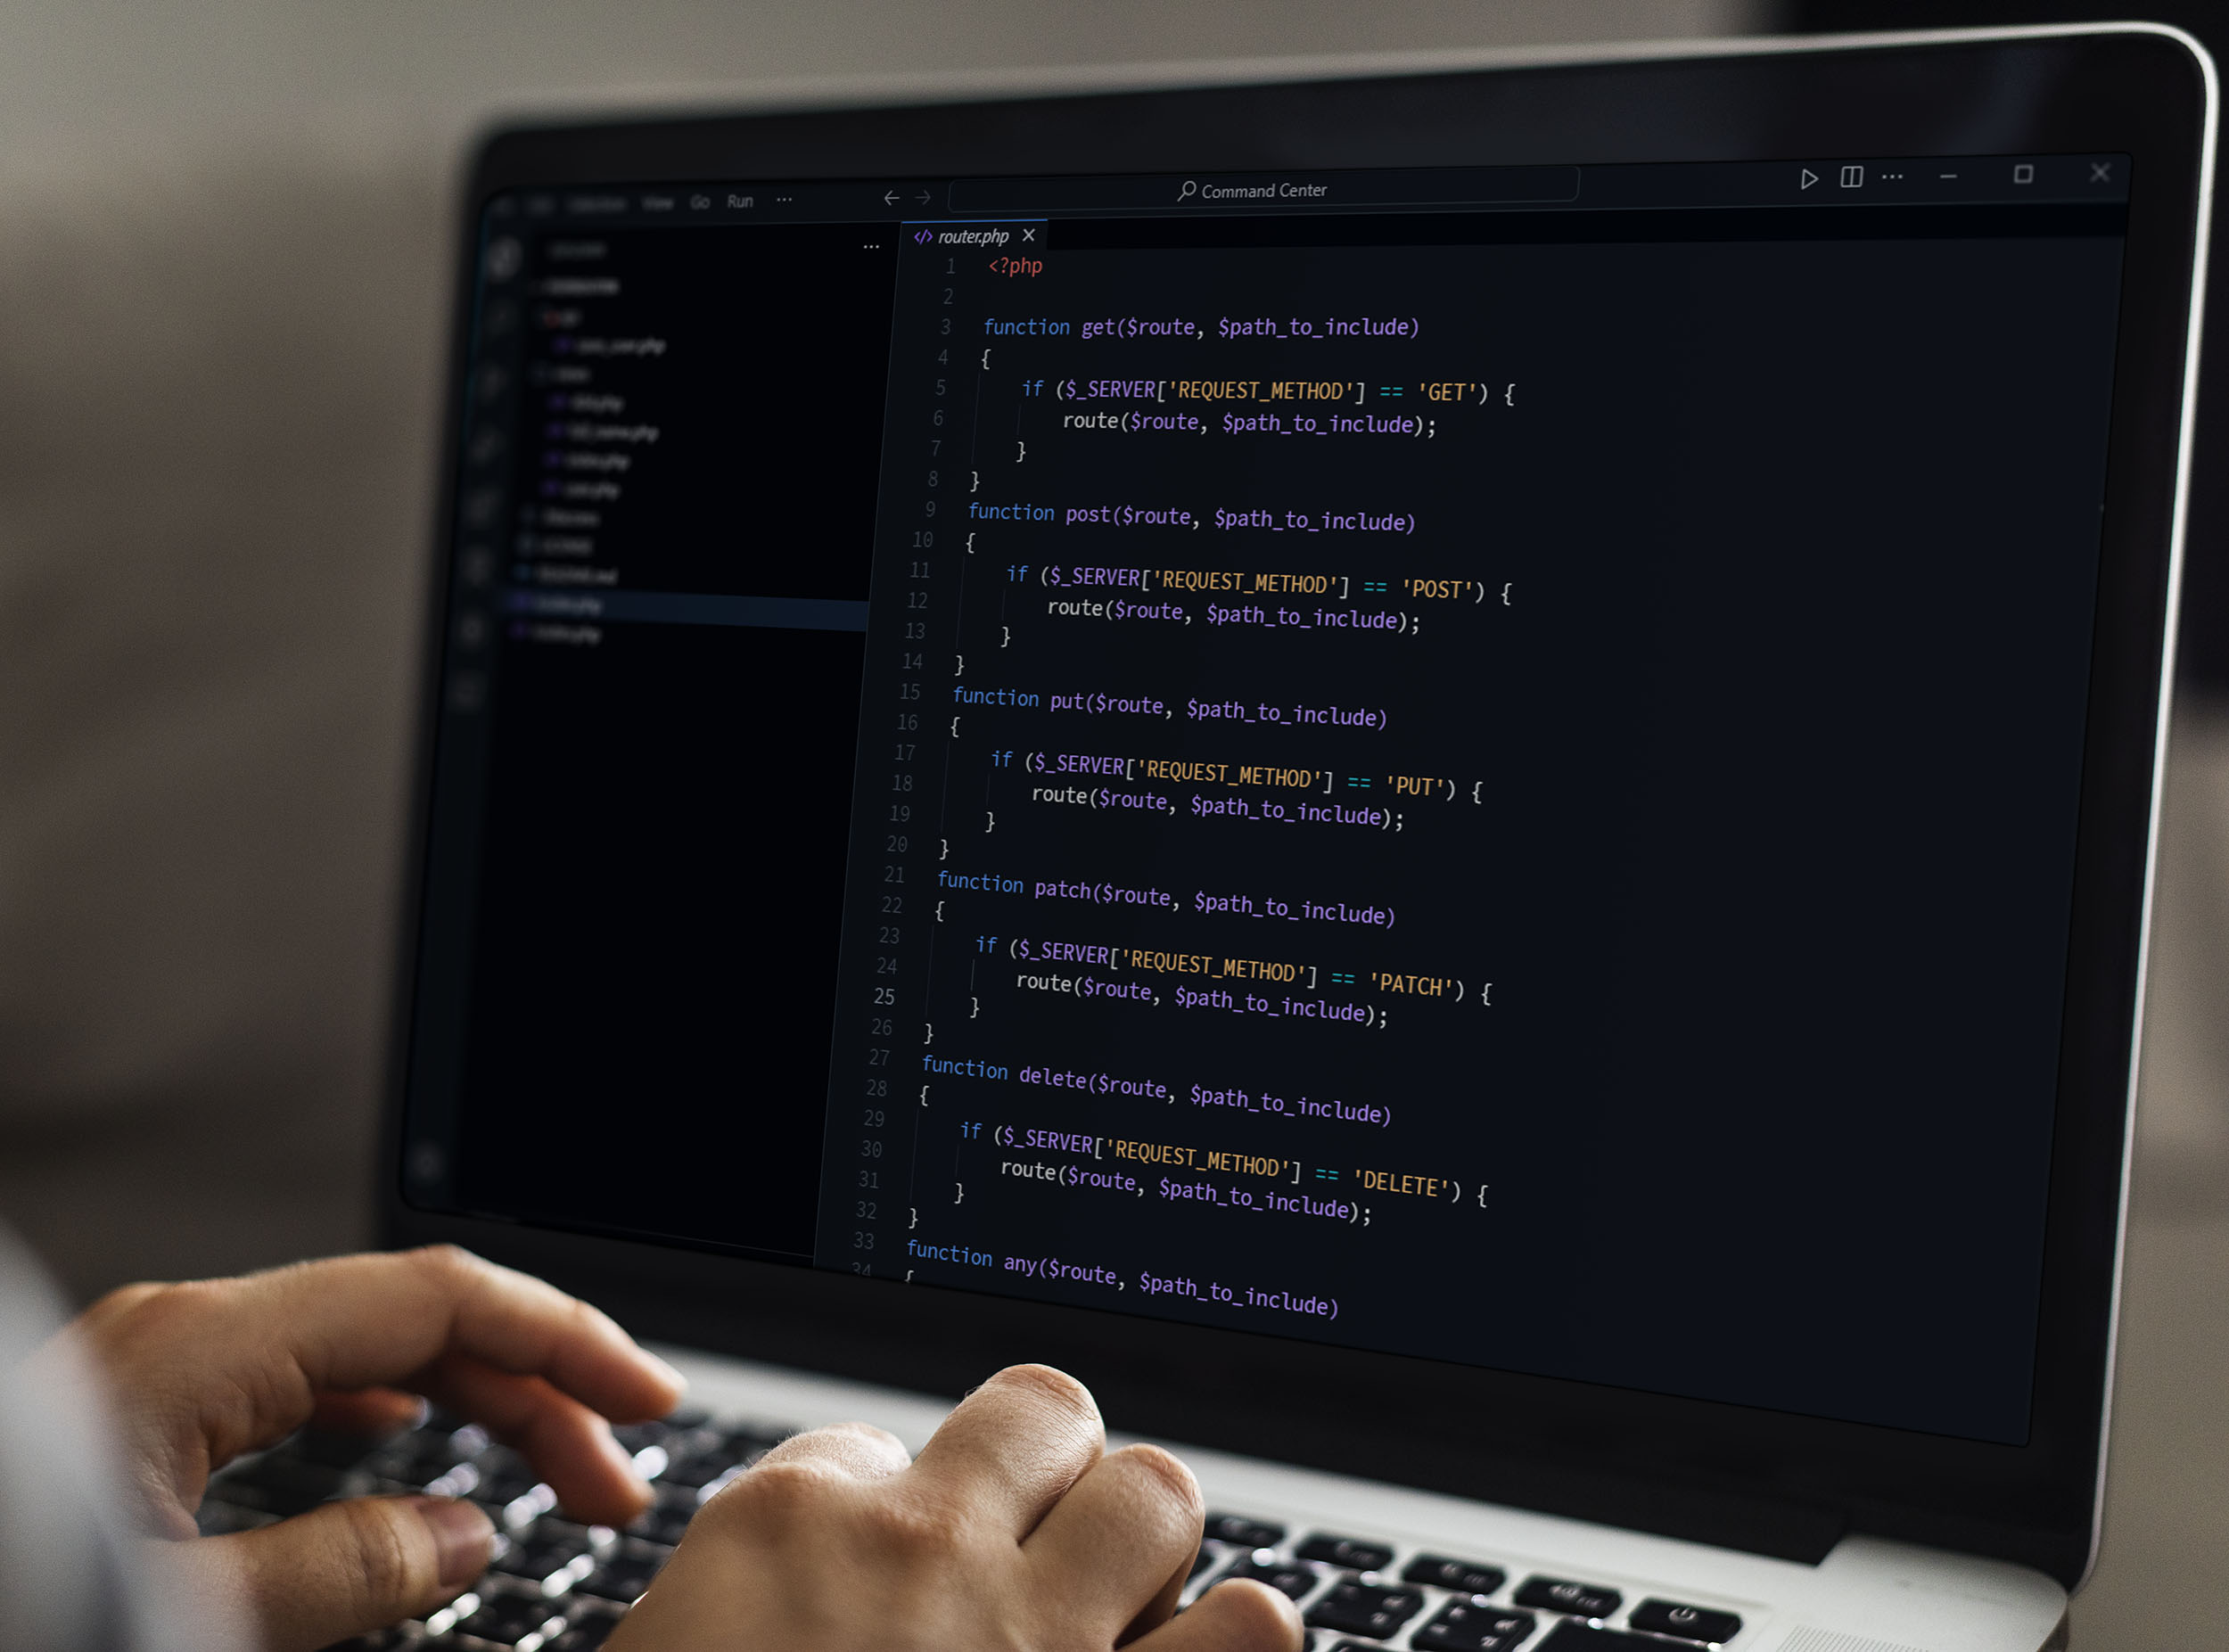 View Go Run ···
Command Center
router.php
1 <?php
2
3 function get($route, $path_to_include)
4 {
5 if ($_SERVER['REQUEST_METHOD'] == 'GET') {
6 route($route, $path_to_include);
7 }
8 }
9 function post($route, $path_to_include)
10 {
11 if ($_SERVER['REQUEST_METHOD'] == 'POST') {
12 route($route, $path_to_include);
13 }
14 }
15 function put($route, $path_to_include)
16 {
17 if ($_SERVER['REQUEST_METHOD'] == 'PUT') {
18 route($route, $path_to_include);
19 }
20 }
21 function patch($route, $path_to_include)
22 {
23 if ($_SERVER['REQUEST_METHOD'] == 'PATCH') {
24 route($route, $path_to_include);
25 }
26 }
27 function delete($route, $path_to_include)
28 {
29 if ($_SERVER['REQUEST_METHOD'] == 'DELETE') {
30 route($route, $path_to_include);
31 }
32 }
33 function any($route, $path_to_include)
34 {